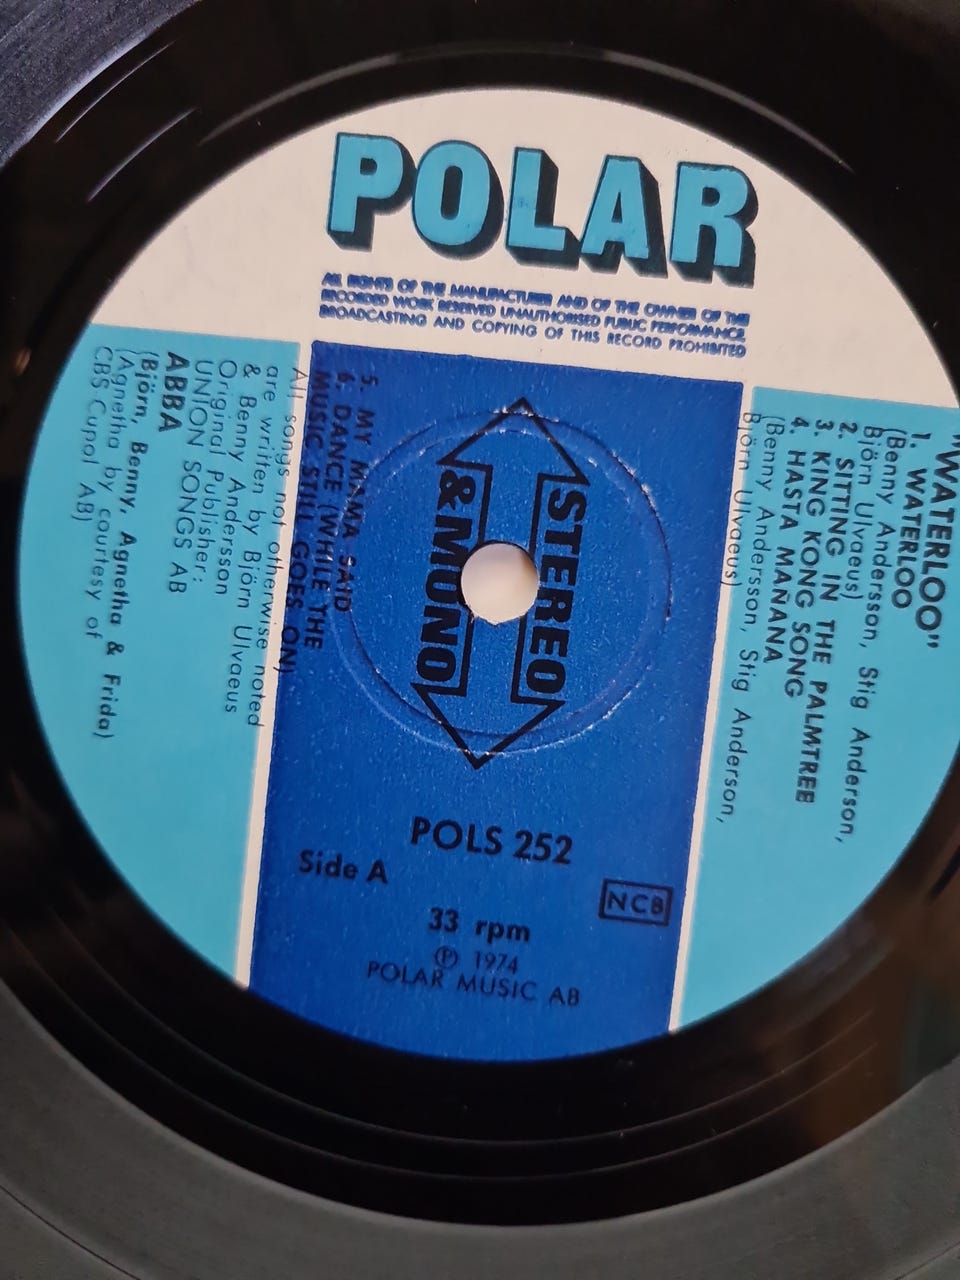 POLAR
ALL RIGHTS OF THE MANUFACTURER AND OF THE OWNER OF THE
RECORDED WORK RESERVED UNAUTHORISED PUBLIC PERFORMANCE
BROADCASTING AND COPYING OF THIS RECORD PROHIBITED
"WATERLOO"
1. WATERLOO
(Benny Andersson, Stig Anderson,
Björn Ulvaeus)
2. SITTING IN THE PALMTREE
3. KING KONG SONG
4. HASTA MAÑANA
(Benny Andersson, Stig Anderson,
Björn Ulvaeus)
STEREO
& MONO
5. MY MAMA SAID
6. DANCE (WHILE THE
MUSIC STILL GOES ON)
All songs not otherwise noted
are written by Björn Ulvaeus
& Benny Andersson
Original Publisher:
UNION SONGS AB
ABBA
(Björn, Benny, Agnetha & Frida)
(Agnetha by courtesy of
CBS Cupol AB)
POLS 252
Side A
NCB
33 rpm
Ⓟ 1974
POLAR MUSIC AB